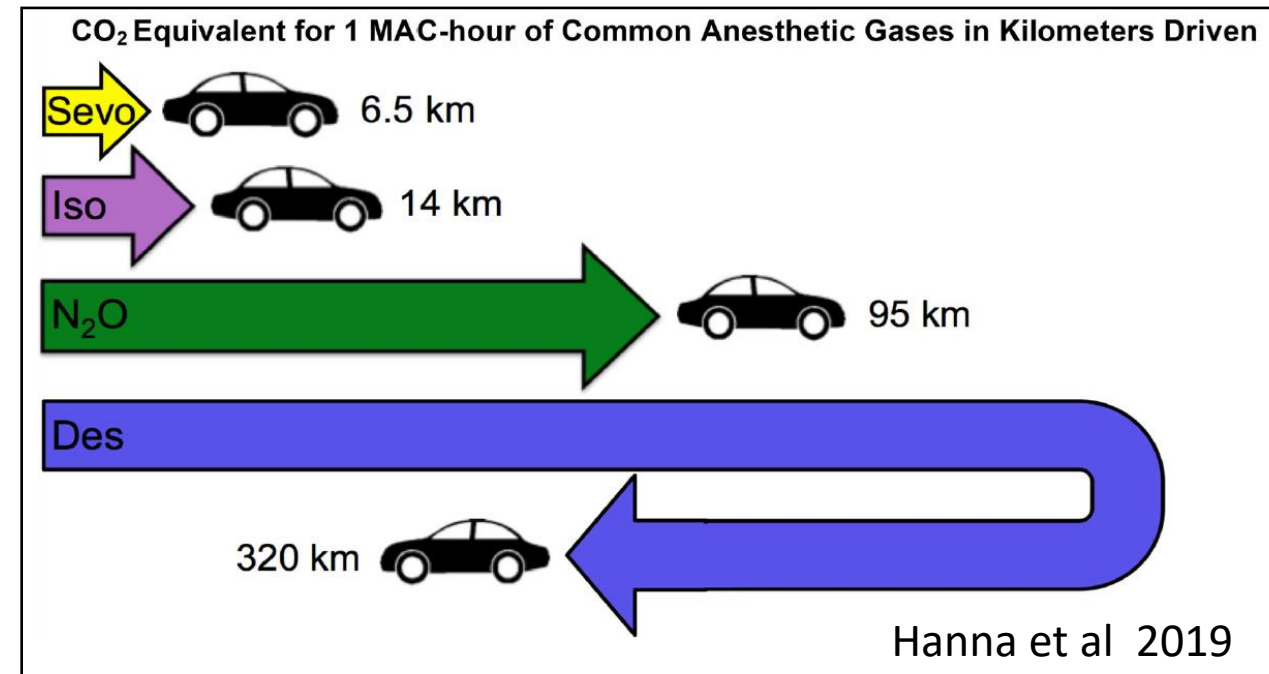 CO₂ Equivalent for 1 MAC-hour of Common Anesthetic Gases in Kilometers Driven
Sevo 6.5 km
Iso 14 km
N₂O 95 km
Des
320 km
Hanna et al 2019